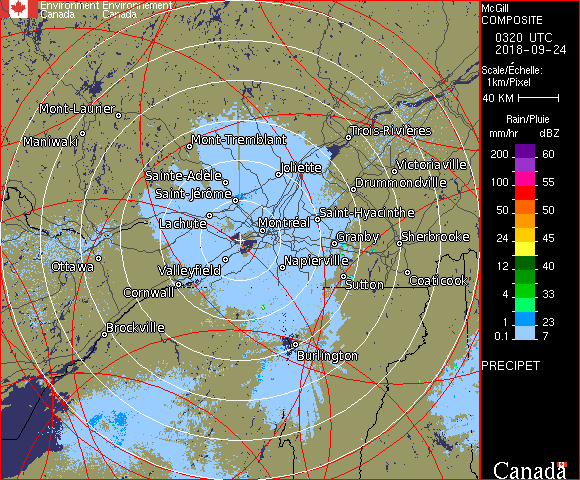 Environment Environnement
Canada Canada
McGill
COMPOSITE
0320 UTC
2018-09-24
Scale/Échelle:
1km/Pixel
40 KM
Rain/Pluie
mm/hr dBZ
200 60
100 55
50 50
24 45
12 40
4 33
1 23
0.1 7
PRECIPET
Canada
Mont-Laurier
Maniwaki
Mont-Tremblant
Trois-Rivières
Joliette
Victoriaville
Sainte-Adèle
Drummondville
Saint-Jérôme
Saint-Hyacinthe
Lachute
Montréal
Granby
Sherbrooke
Ottawa
Valleyfield
Napierville
Cornwall
Sutton
Coaticook
Brockville
Burlington